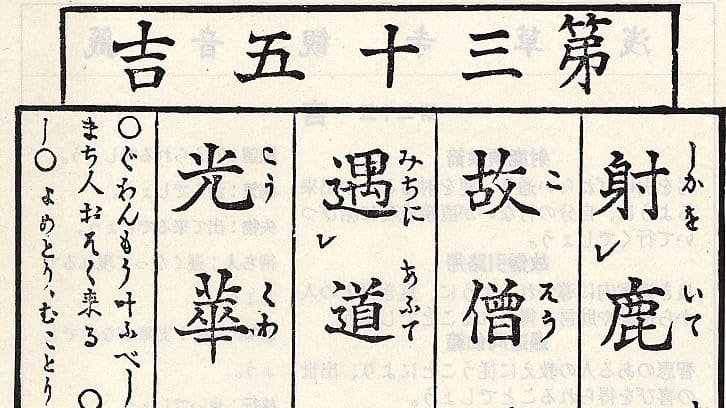 第三十五吉
射鹿
しかを いて
故僧
こ そう
遇道
みちに あふて
光華
こう くわ
○ぐわんもう叶ふべし
まち人おそく来る ○
○よめとり、むことり